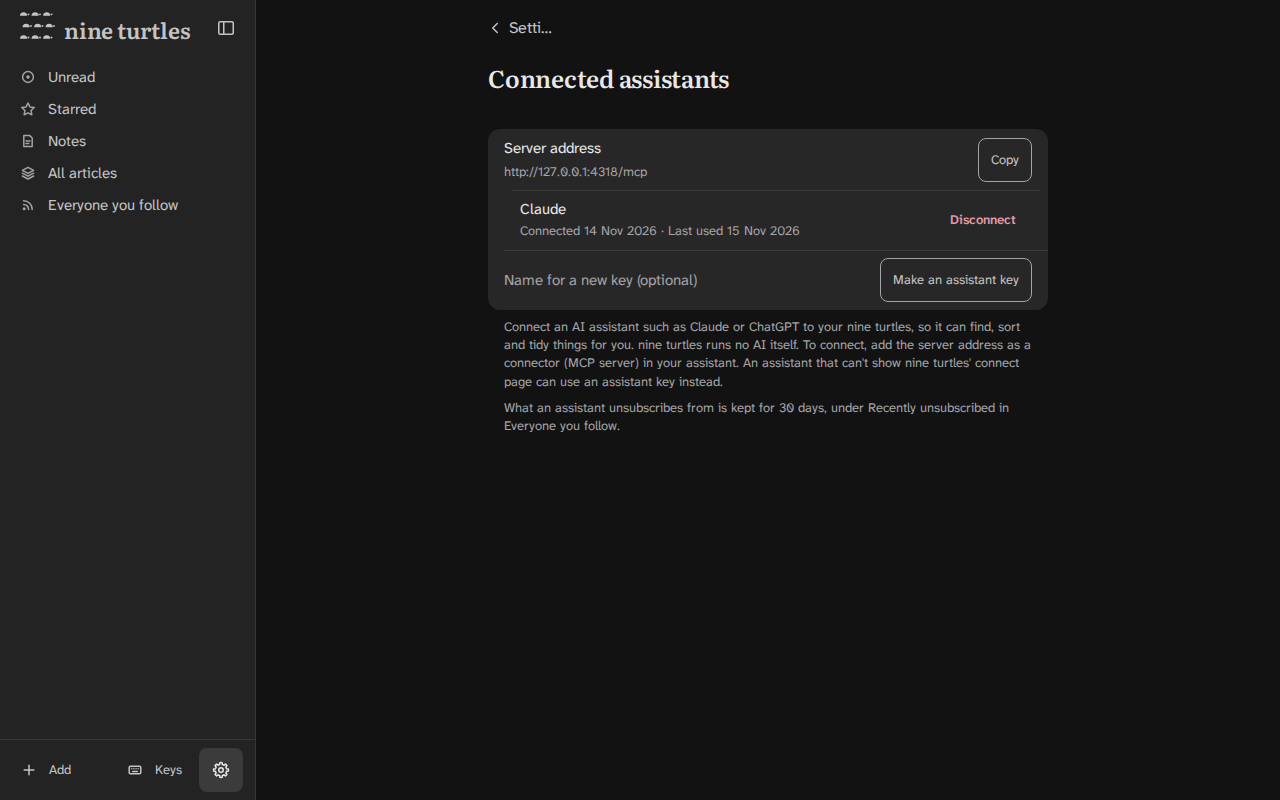 nine turtles
Unread
Starred
Notes
All articles
Everyone you follow
Add
Keys
Setti...
Connected assistants
Server address
http://127.0.0.1:4318/mcp
Copy
Claude
Connected 14 Nov 2026 · Last used 15 Nov 2026
Disconnect
Name for a new key (optional)
Make an assistant key
Connect an AI assistant such as Claude or ChatGPT to your nine turtles, so it can find, sort
and tidy things for you. nine turtles runs no AI itself. To connect, add the server address as a
connector (MCP server) in your assistant. An assistant that can't show nine turtles' connect
page can use an assistant key instead.
What an assistant unsubscribes from is kept for 30 days, under Recently unsubscribed in
Everyone you follow.